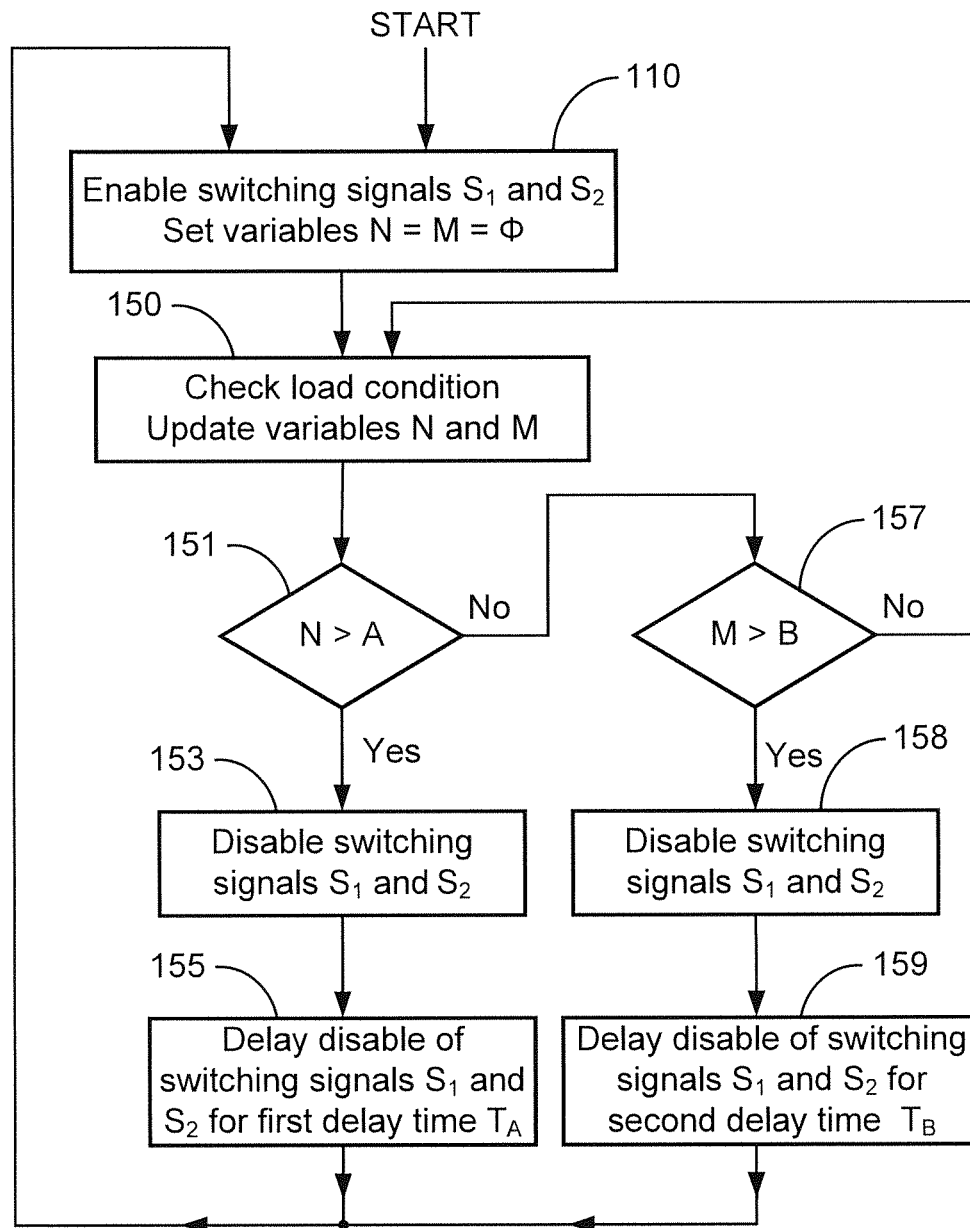 START
110
Enable switching signals S₁ and S₂
Set variables N = M = Φ
150
Check load condition
Update variables N and M
151
N > A
No
157
M > B
No
Yes
Yes
153
Disable switching
signals S₁ and S₂
158
Disable switching
signals S₁ and S₂
155
Delay disable of
switching signals S₁ and
S₂ for first delay time T_A
159
Delay disable of switching
signals S₁ and S₂ for
second delay time T_B